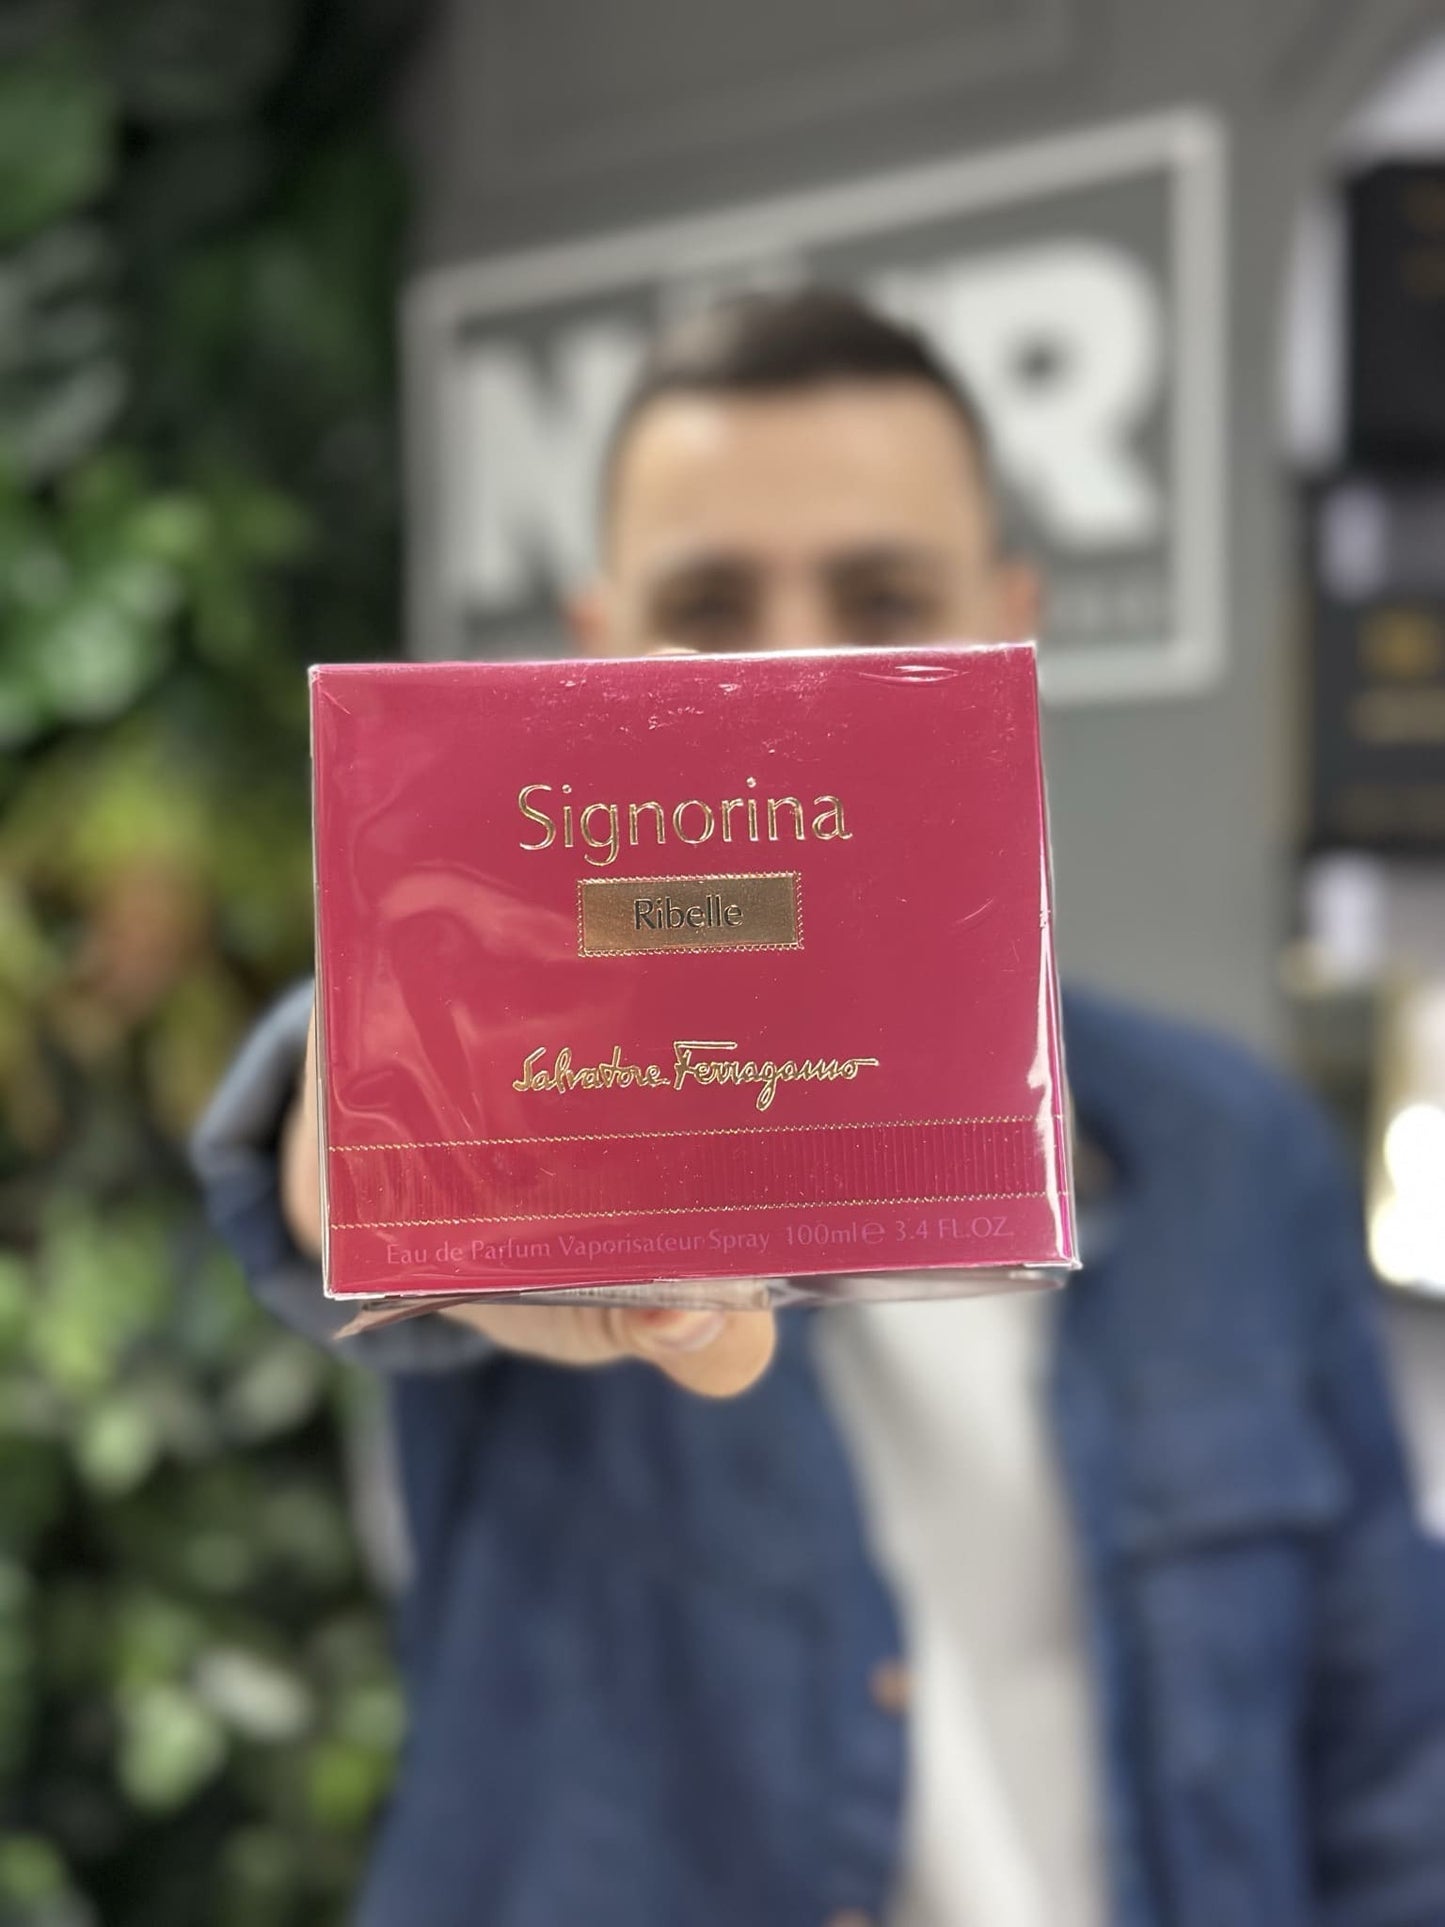 Signorina
Ribelle
Salvatore Ferragamo
Eau de Parfum Vaporisateur Spray 100ml ℮ 3.4 FL.OZ.